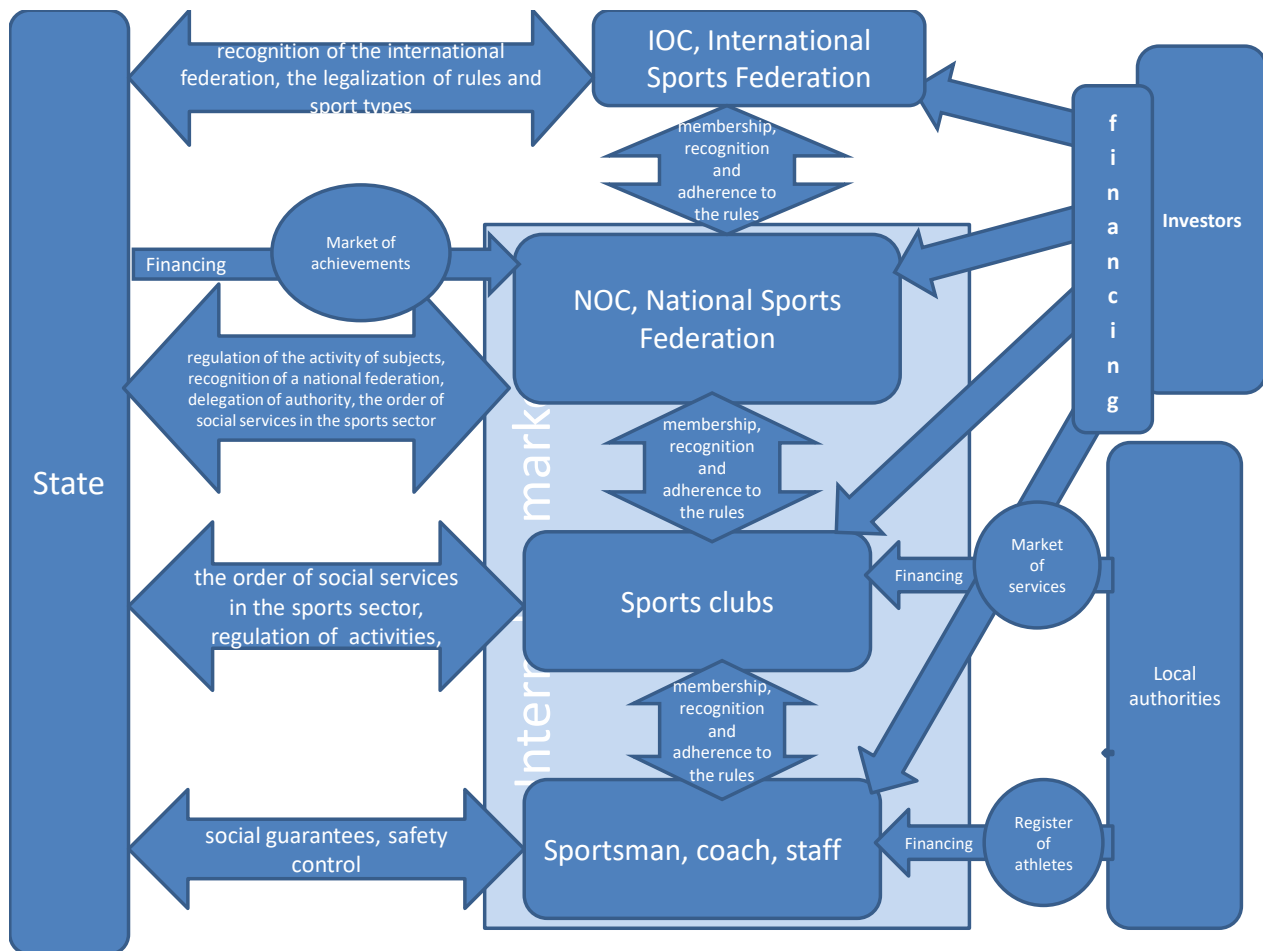 State
recognition of the international
federation, the legalization of rules and
sport types
IOC, International
Sports Federation
membership,
recognition
and
adherence to
the rules
financing
Investors
Financing
Market of
achievements
NOC, National Sports
Federation
regulation of the activity of subjects,
recognition of a national federation,
delegation of authority, the order of
social services in the sports sector
membership,
recognition
and
adherence to
the rules
the order of social services
in the sports sector,
regulation of activities,
Sports clubs
Financing
Market
of
services
Local
authorities
membership,
recognition
and
adherence to
the rules
social guarantees, safety
control
Sportsman, coach, staff
Financing
Register
of
athletes